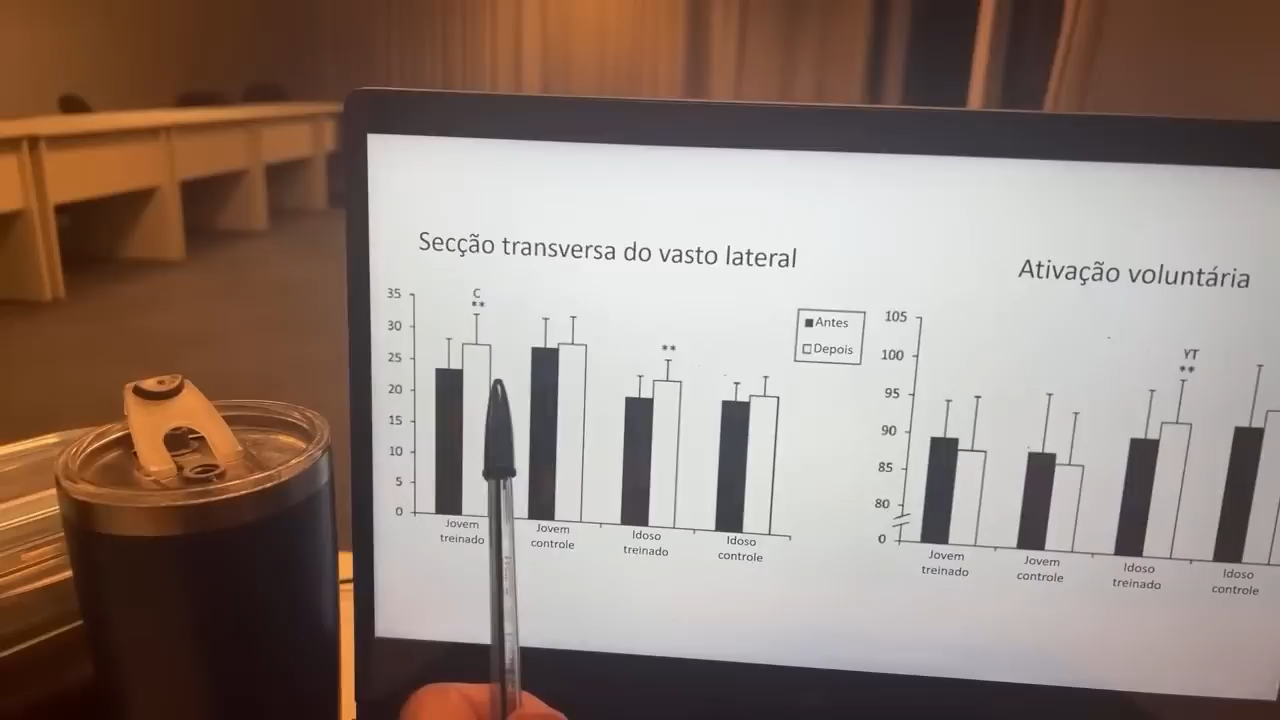 Secção transversa do vasto lateral
35
30
25
20
15
10
5
0
C
**
**
Jovem
treinado
Jovem
controle
Idoso
treinado
Idoso
controle
Antes
Depois
Ativação voluntária
105
100
95
90
85
80
0
YT
**
Jovem
treinado
Jovem
controle
Idoso
treinado
Idoso
controle